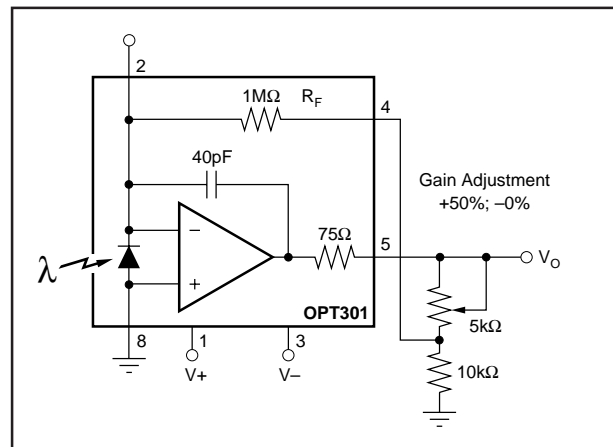 2
1MΩ R_F
4
40pF
Gain Adjustment
+50%; –0%
75Ω
5
V_O
λ
5kΩ
OPT301
8
1
3
10kΩ
V+
V–